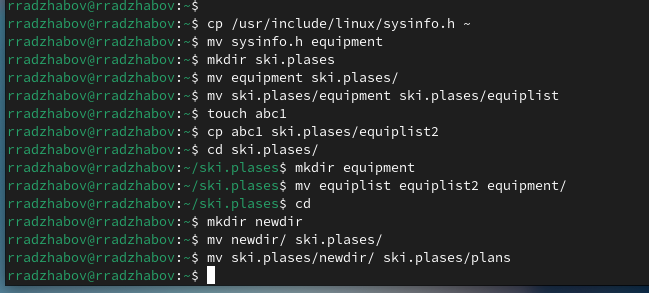 rradzhabov@rradzhabov:~$
rradzhabov@rradzhabov:~$ cp /usr/include/linux/sysinfo.h ~
rradzhabov@rradzhabov:~$ mv sysinfo.h equipment
rradzhabov@rradzhabov:~$ mkdir ski.plases
rradzhabov@rradzhabov:~$ mv equipment ski.plases/
rradzhabov@rradzhabov:~$ mv ski.plases/equipment ski.plases/equiplist
rradzhabov@rradzhabov:~$ touch abc1
rradzhabov@rradzhabov:~$ cp abc1 ski.plases/equiplist2
rradzhabov@rradzhabov:~$ cd ski.plases/
rradzhabov@rradzhabov:~/ski.plases$ mkdir equipment
rradzhabov@rradzhabov:~/ski.plases$ mv equiplist equiplist2 equipment/
rradzhabov@rradzhabov:~/ski.plases$ cd
rradzhabov@rradzhabov:~$ mkdir newdir
rradzhabov@rradzhabov:~$ mv newdir/ ski.plases/
rradzhabov@rradzhabov:~$ mv ski.plases/newdir/ ski.plases/plans
rradzhabov@rradzhabov:~$